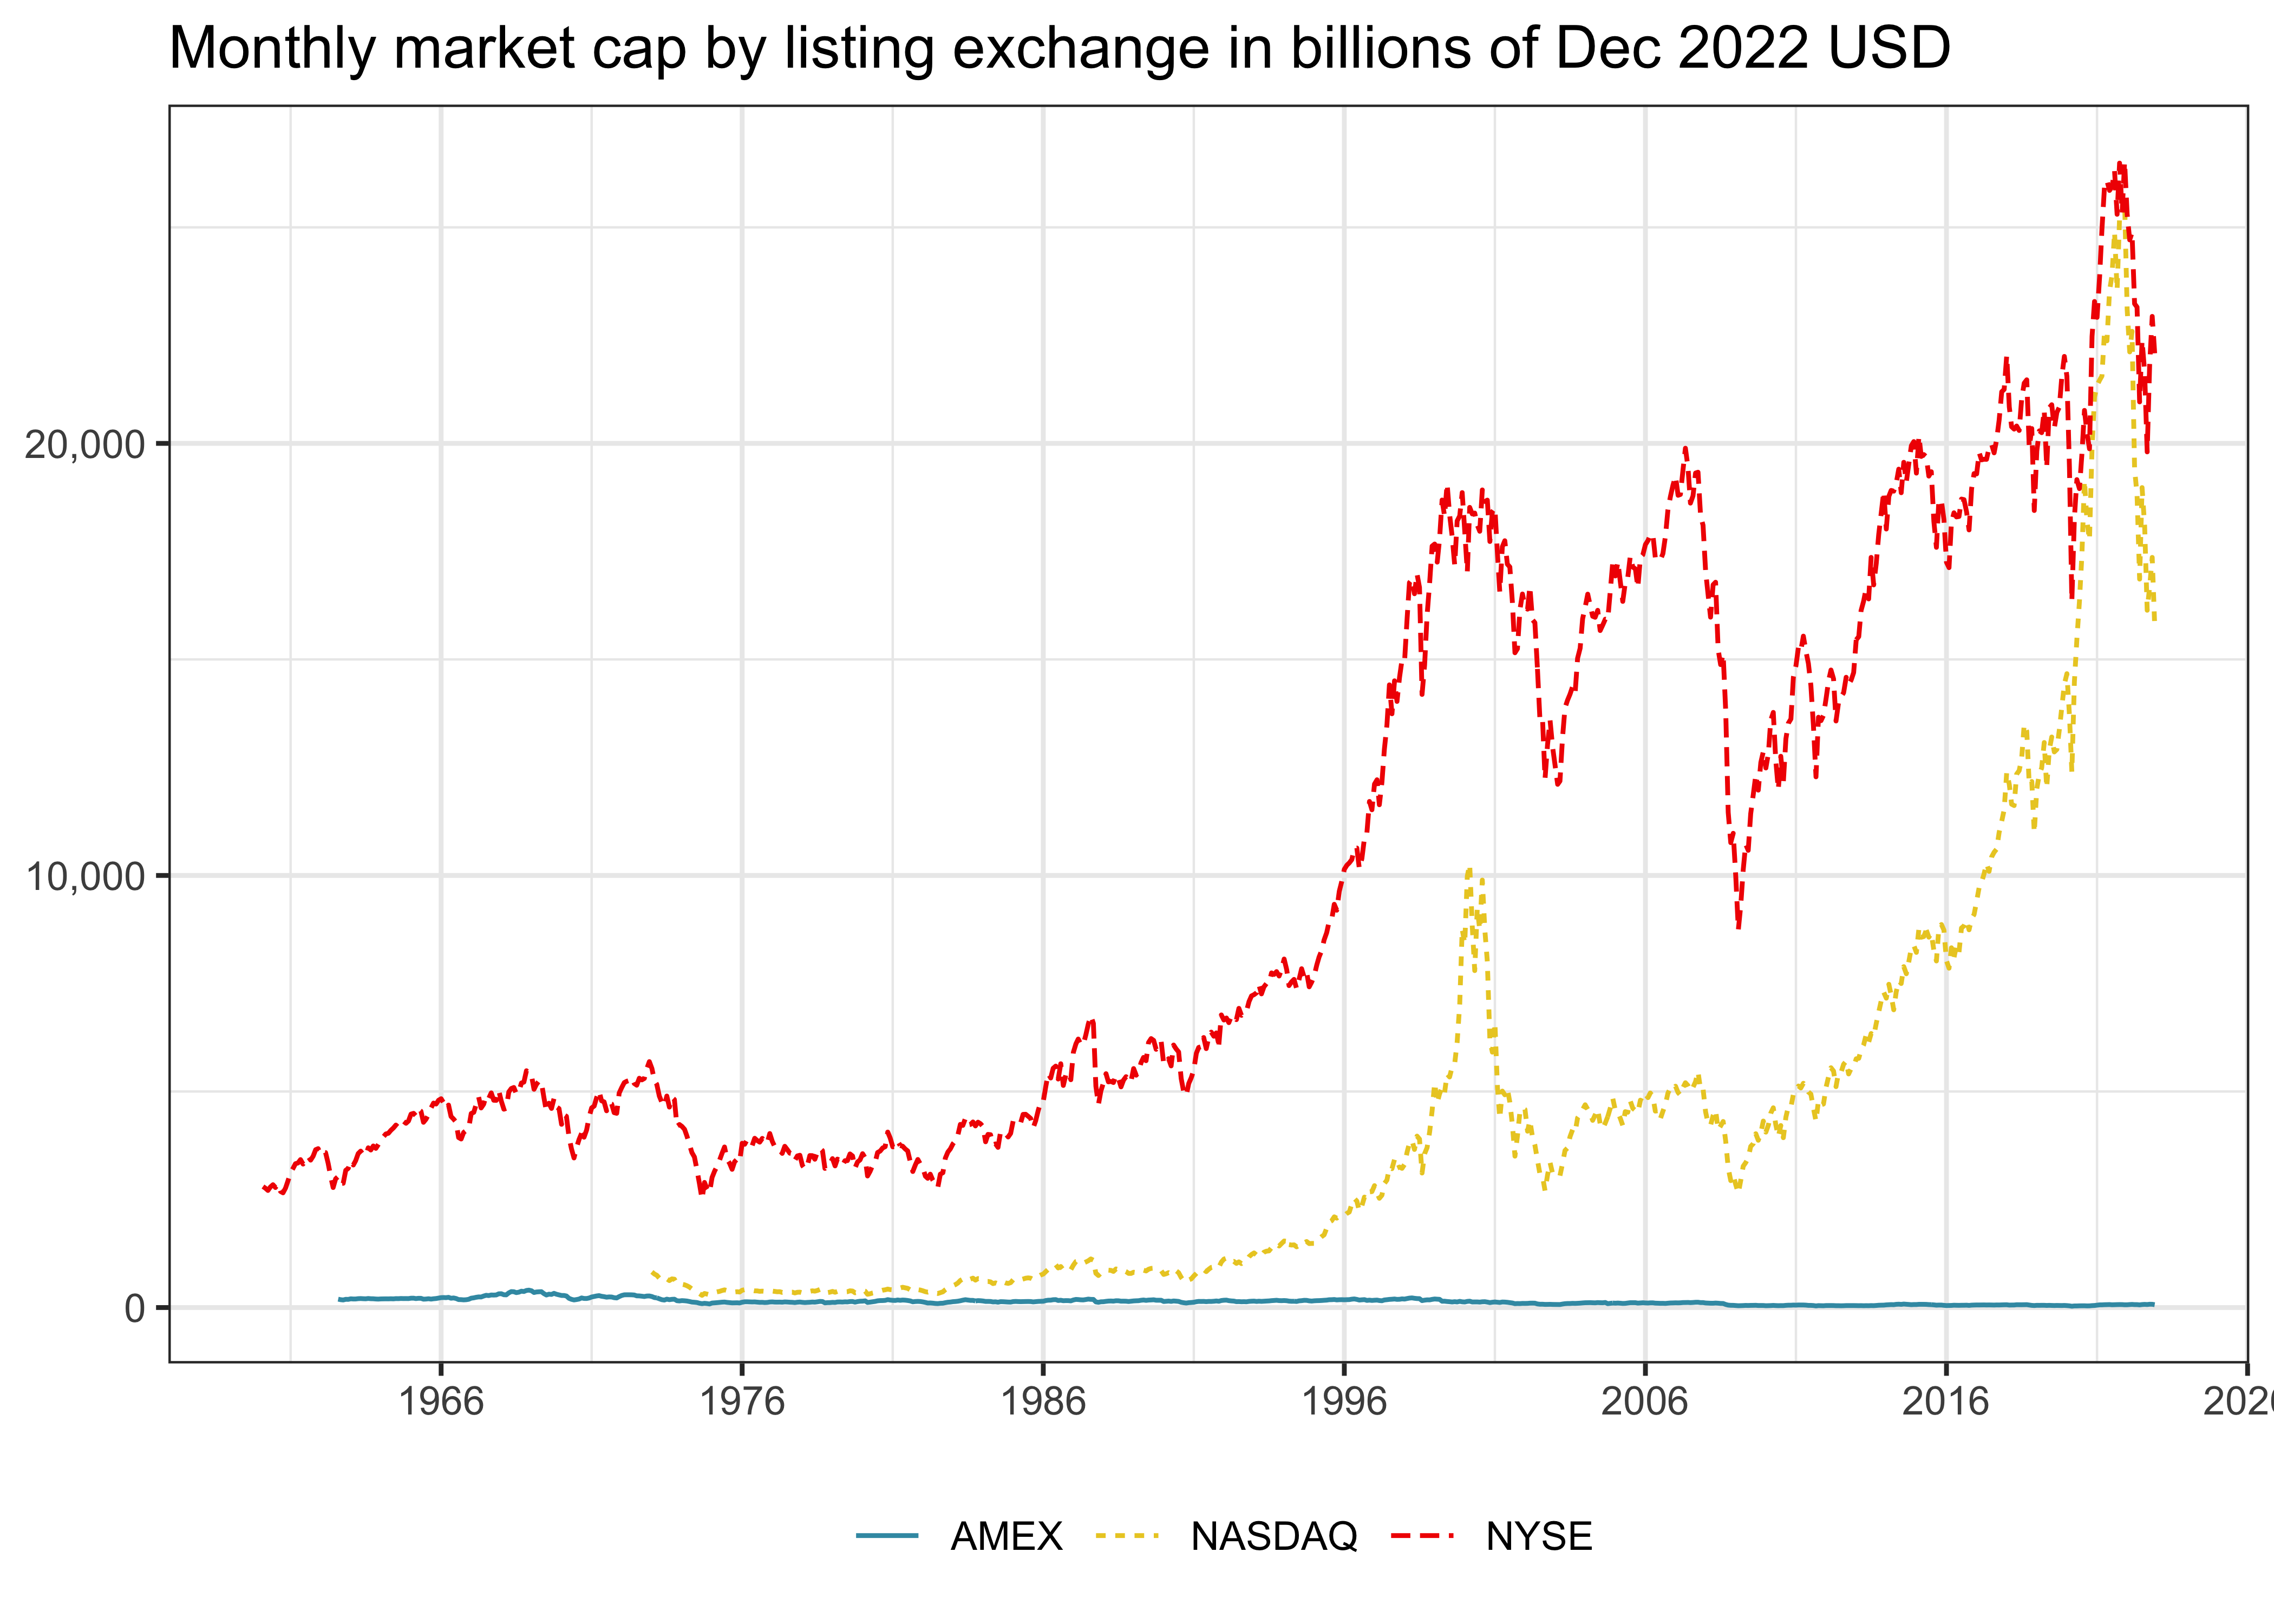 Monthly market cap by listing exchange in billions of Dec 2022 USD
20,000
10,000
0
1966 1976 1986 1996 2006 2016
AMEX NASDAQ NYSE